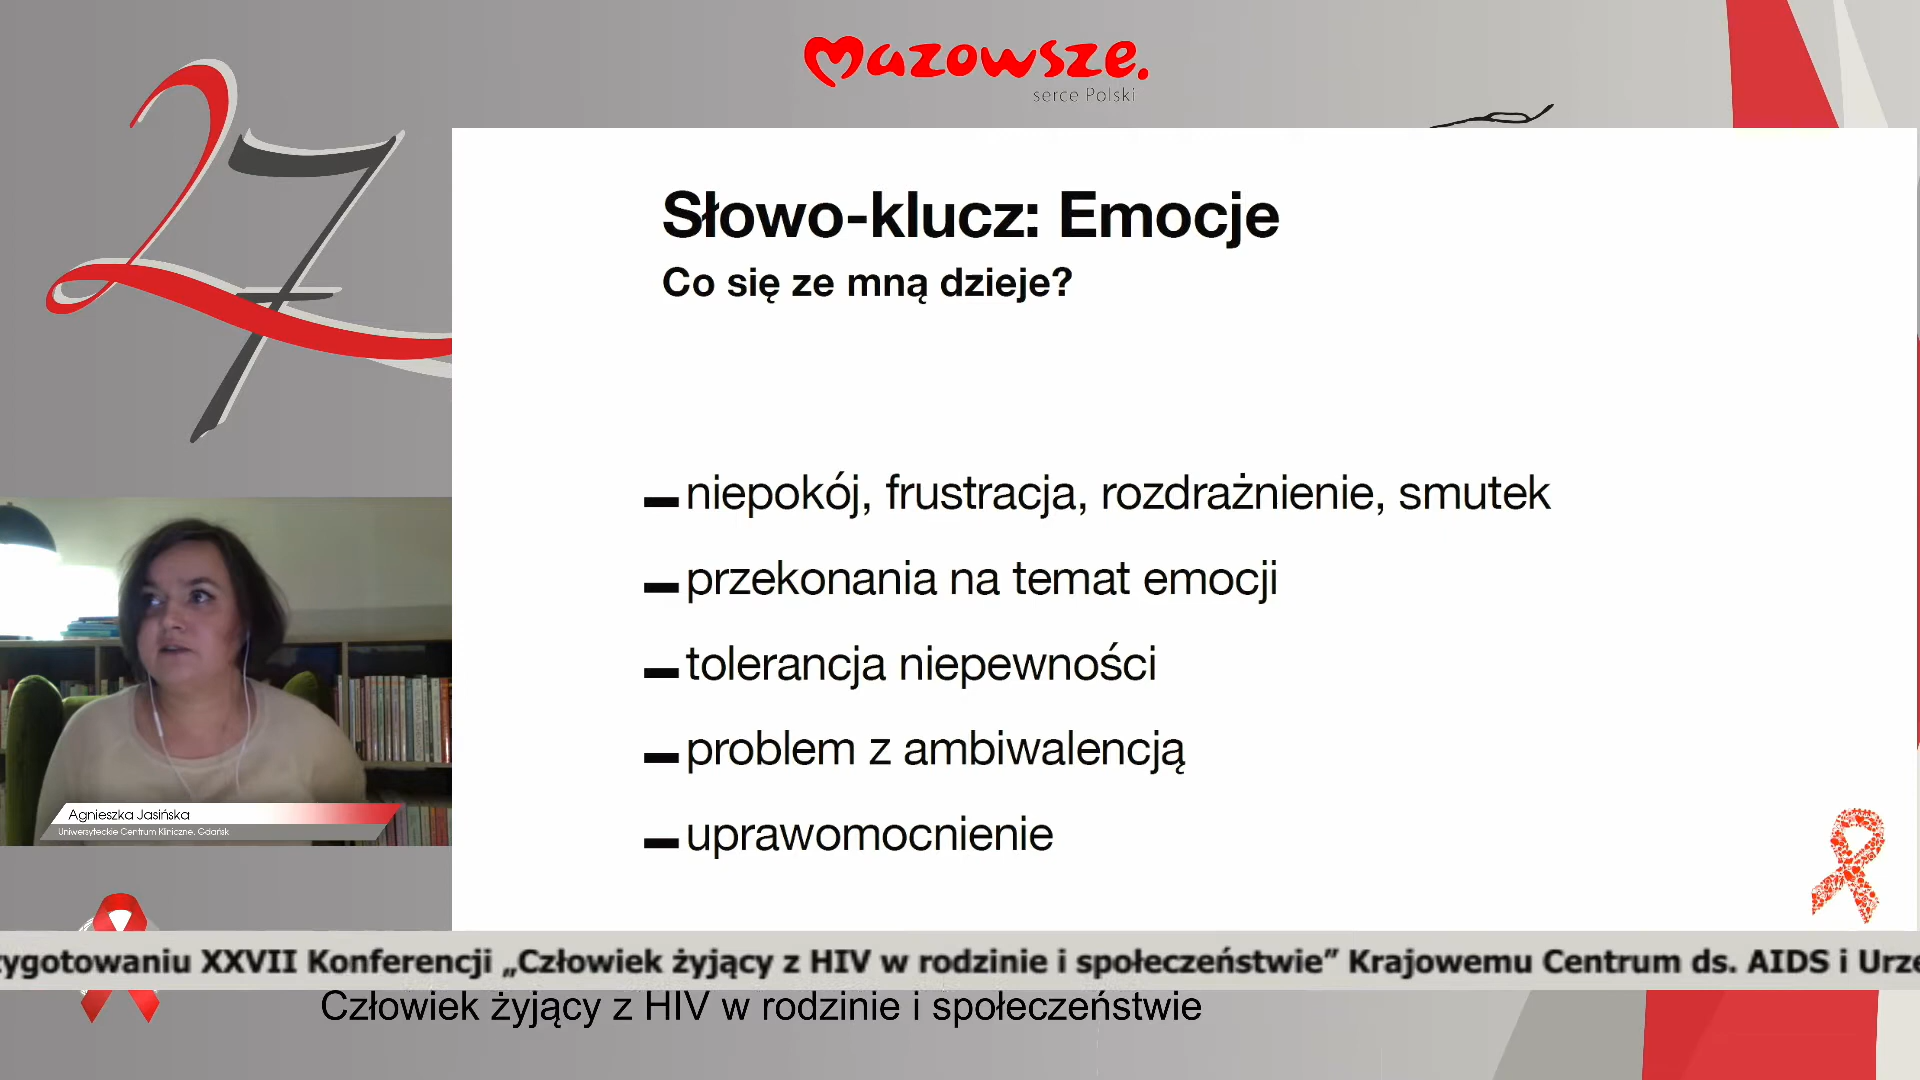 27
Mazowsze.
serce Polski
Słowo-klucz: Emocje
Co się ze mną dzieje?
niepokój, frustracja, rozdrażnienie, smutek
przekonania na temat emocji
tolerancja niepewności
problem z ambiwalencją
uprawomocnienie
Agnieszka Jasińska
Uniwersyteckie Centrum Kliniczne, Gdańsk
ygotowaniu XXVII Konferencji „Człowiek żyjący z HIV w rodzinie i społeczeństwie” Krajowemu Centrum ds. AIDS i Urzę
Człowiek żyjący z HIV w rodzinie i społeczeństwie